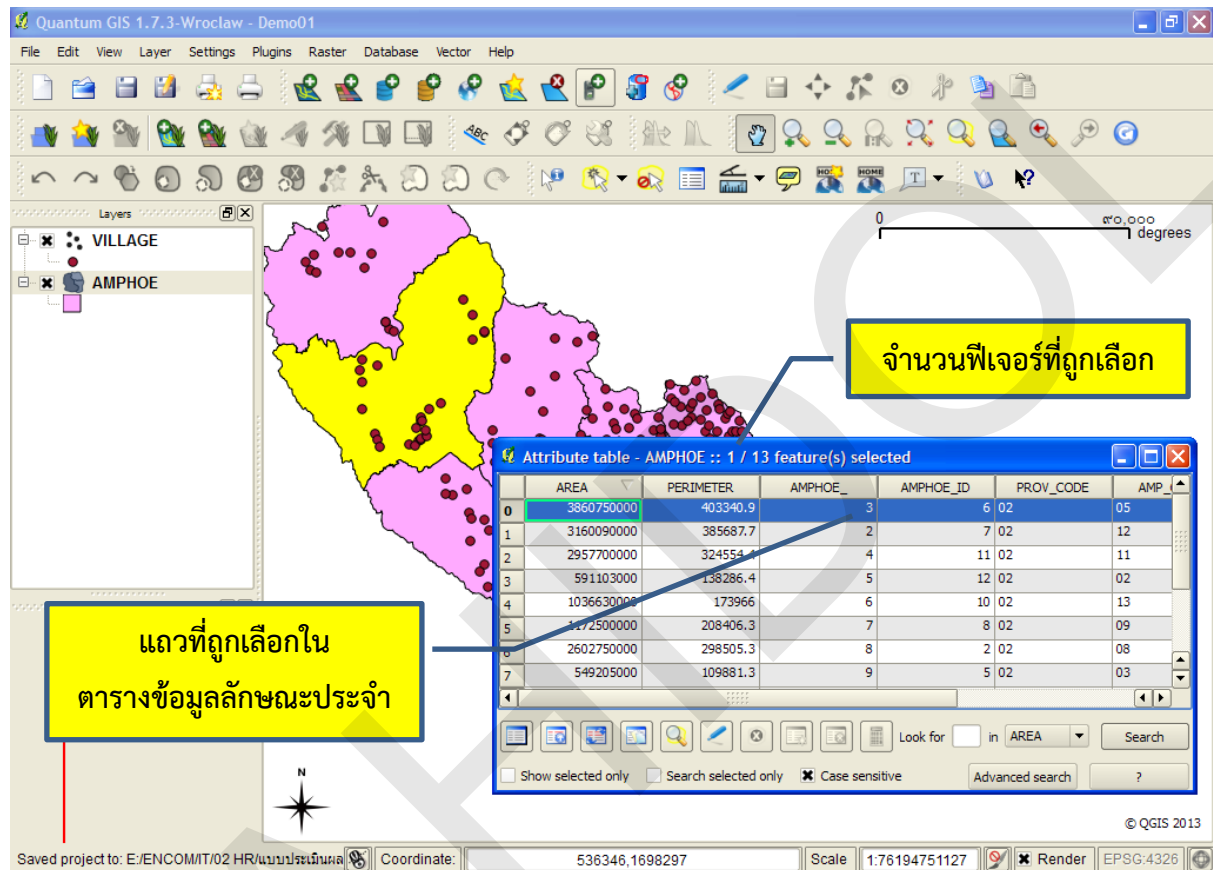 Quantum GIS 1.7.3-Wroclaw - Demo01
File Edit View Layer Settings Plugins Raster Database Vector Help
Layers
VILLAGE
AMPHOE
0 ๙๐,๐๐๐
degrees
จำนวนฟีเจอร์ที่ถูกเลือก
Attribute table - AMPHOE :: 1 / 13 feature(s) selected
AREA PERIMETER AMPHOE_ AMPHOE_ID PROV_CODE
0 3860750000 403340.9 3 6 02 05
1 3160090000 385687.7 2 7 02 12
2 2957700000 324554.4 4 11 02 11
3 591103000 138286.4 5 12 02 02
4 1036630000 173966 6 10 02 13
5 1172500000 208406.3 7 8 02 09
6 2602750000 298505.3 8 2 02 08
7 549205000 109881.3 9 5 02 03
แถวที่ถูกเลือกใน
ตารางข้อมูลลักษณะประจำ
Look for in AREA Search
Show selected only Search selected only Case sensitive Advanced search ?
N
© QGIS 2013
Saved project to: E:/ENCOM/IT/02 HR/แบบประเมินผล Coordinate: 536346,1698297 Scale 1:76194751127 Render EPSG:4326